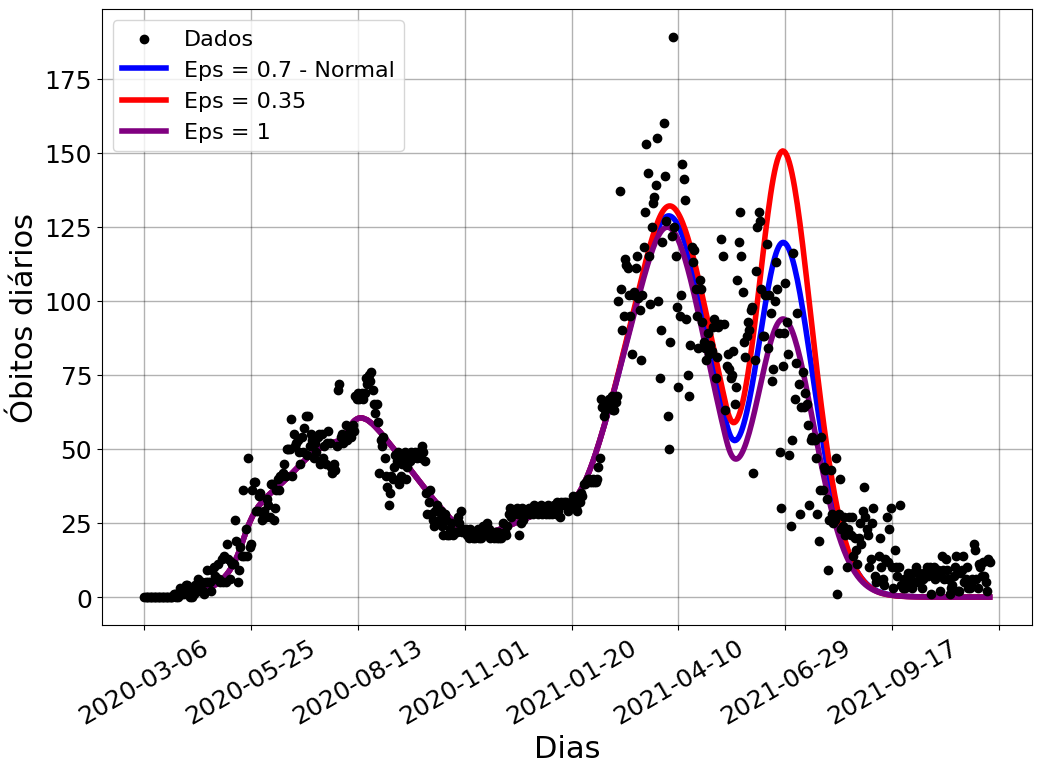 Dados
Eps = 0.7 - Normal
Eps = 0.35
Eps = 1
Óbitos diários
175
150
125
100
75
50
25
0
2020-03-06
2020-05-25
2020-08-13
2020-11-01
2021-01-20
2021-04-10
2021-06-29
2021-09-17
Dias